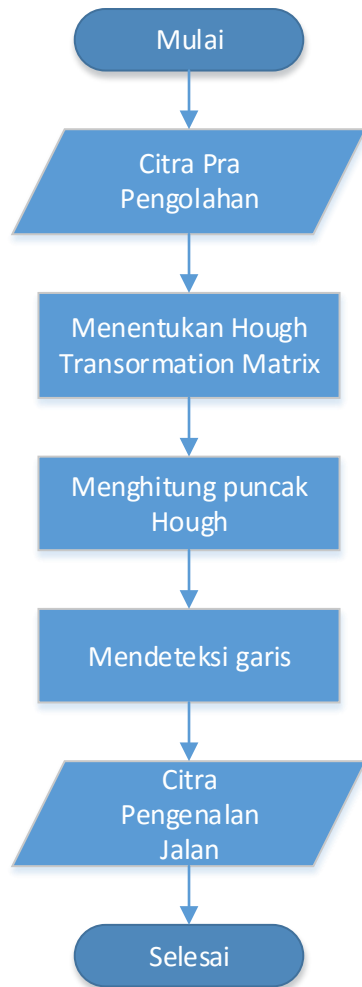 Mulai
Citra Pra
Pengolahan
Menentukan Hough
Transormation Matrix
Menghitung puncak
Hough
Mendeteksi garis
Citra
Pengenalan
Jalan
Selesai